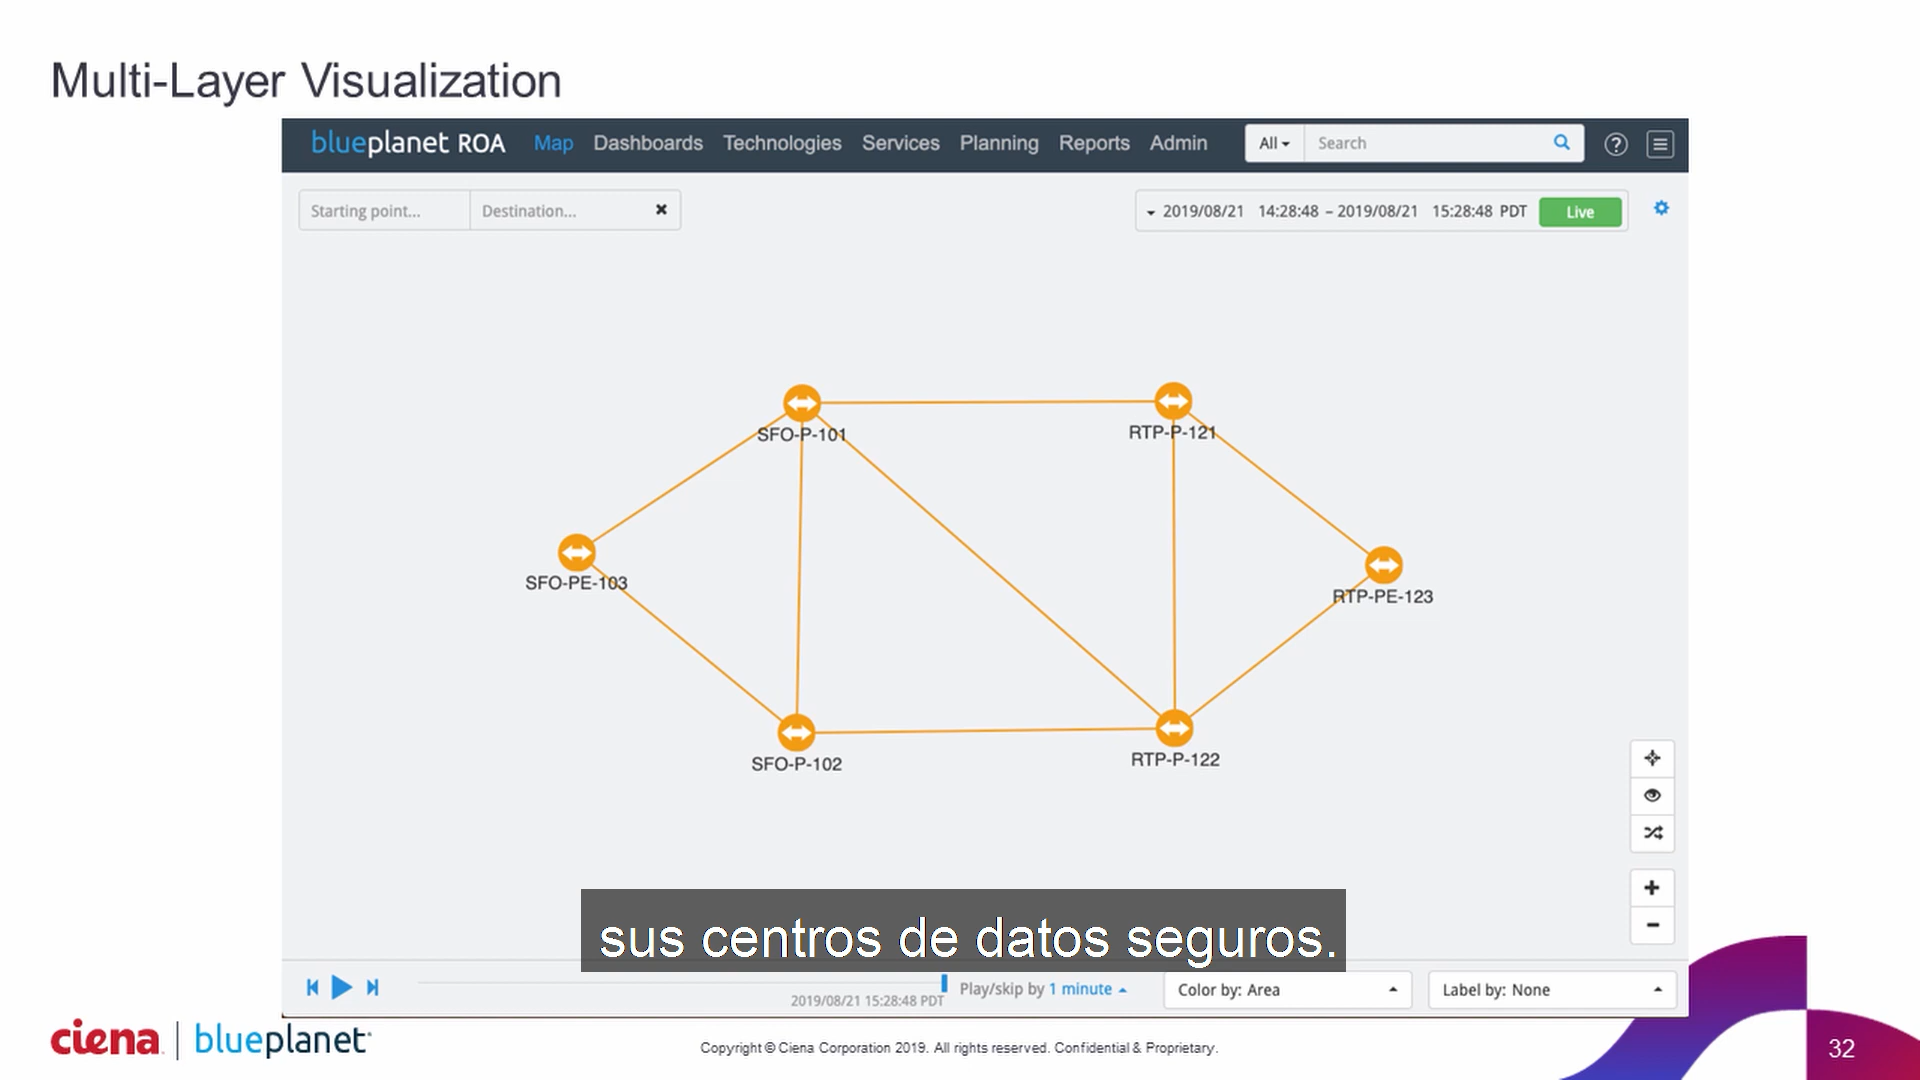 Multi-Layer Visualization
blueplanet ROA Map Dashboards Technologies Services Planning Reports Admin All Search
Starting point... Destination... 2019/08/21 14:28:48 – 2019/08/21 15:28:48 PDT Live
SFO-P-101
RTP-P-121
SFO-PE-103
RTP-PE-123
SFO-P-102
RTP-P-122
sus centros de datos seguros.
2019/08/21 15:28:48 PDT Play/skip by 1 minute Color by: Area Label by: None
ciena blueplanet
Copyright © Ciena Corporation 2019. All rights reserved. Confidential & Proprietary.
32